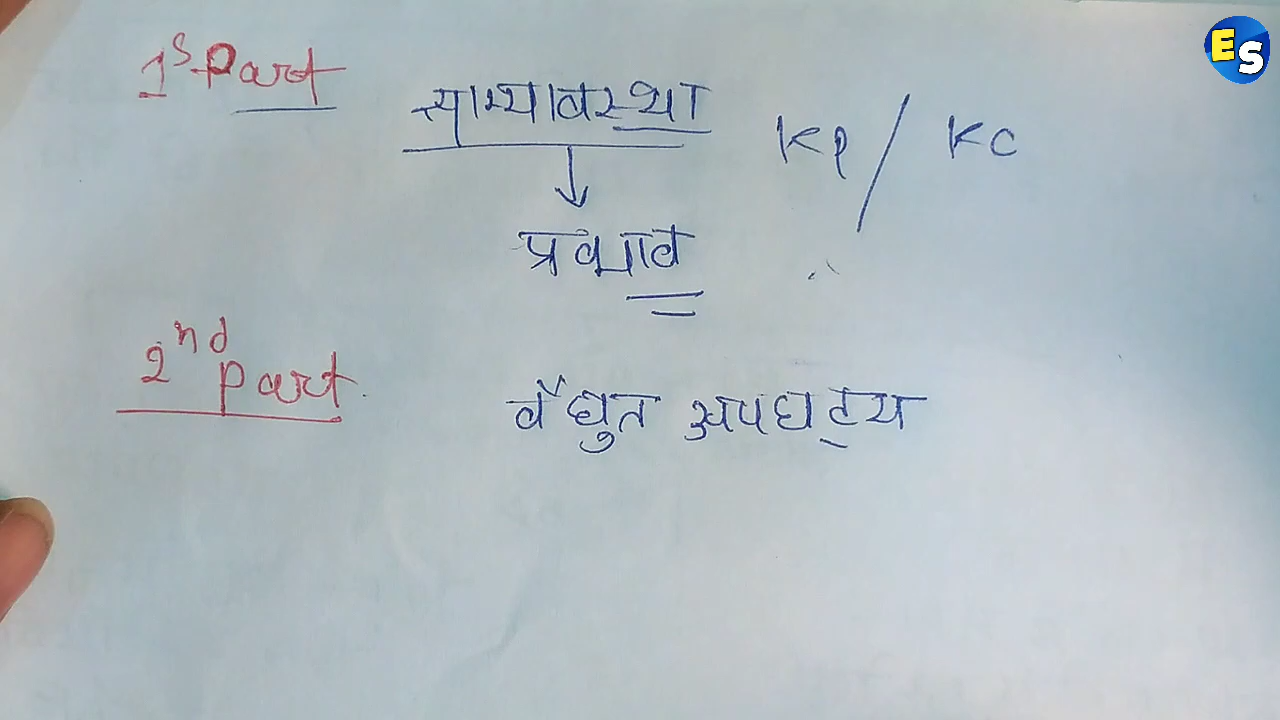 ES
1s Part
साम्यावस्था Kp / Kc
प्रभाव
2nd Part
वैद्युत अपघट्य